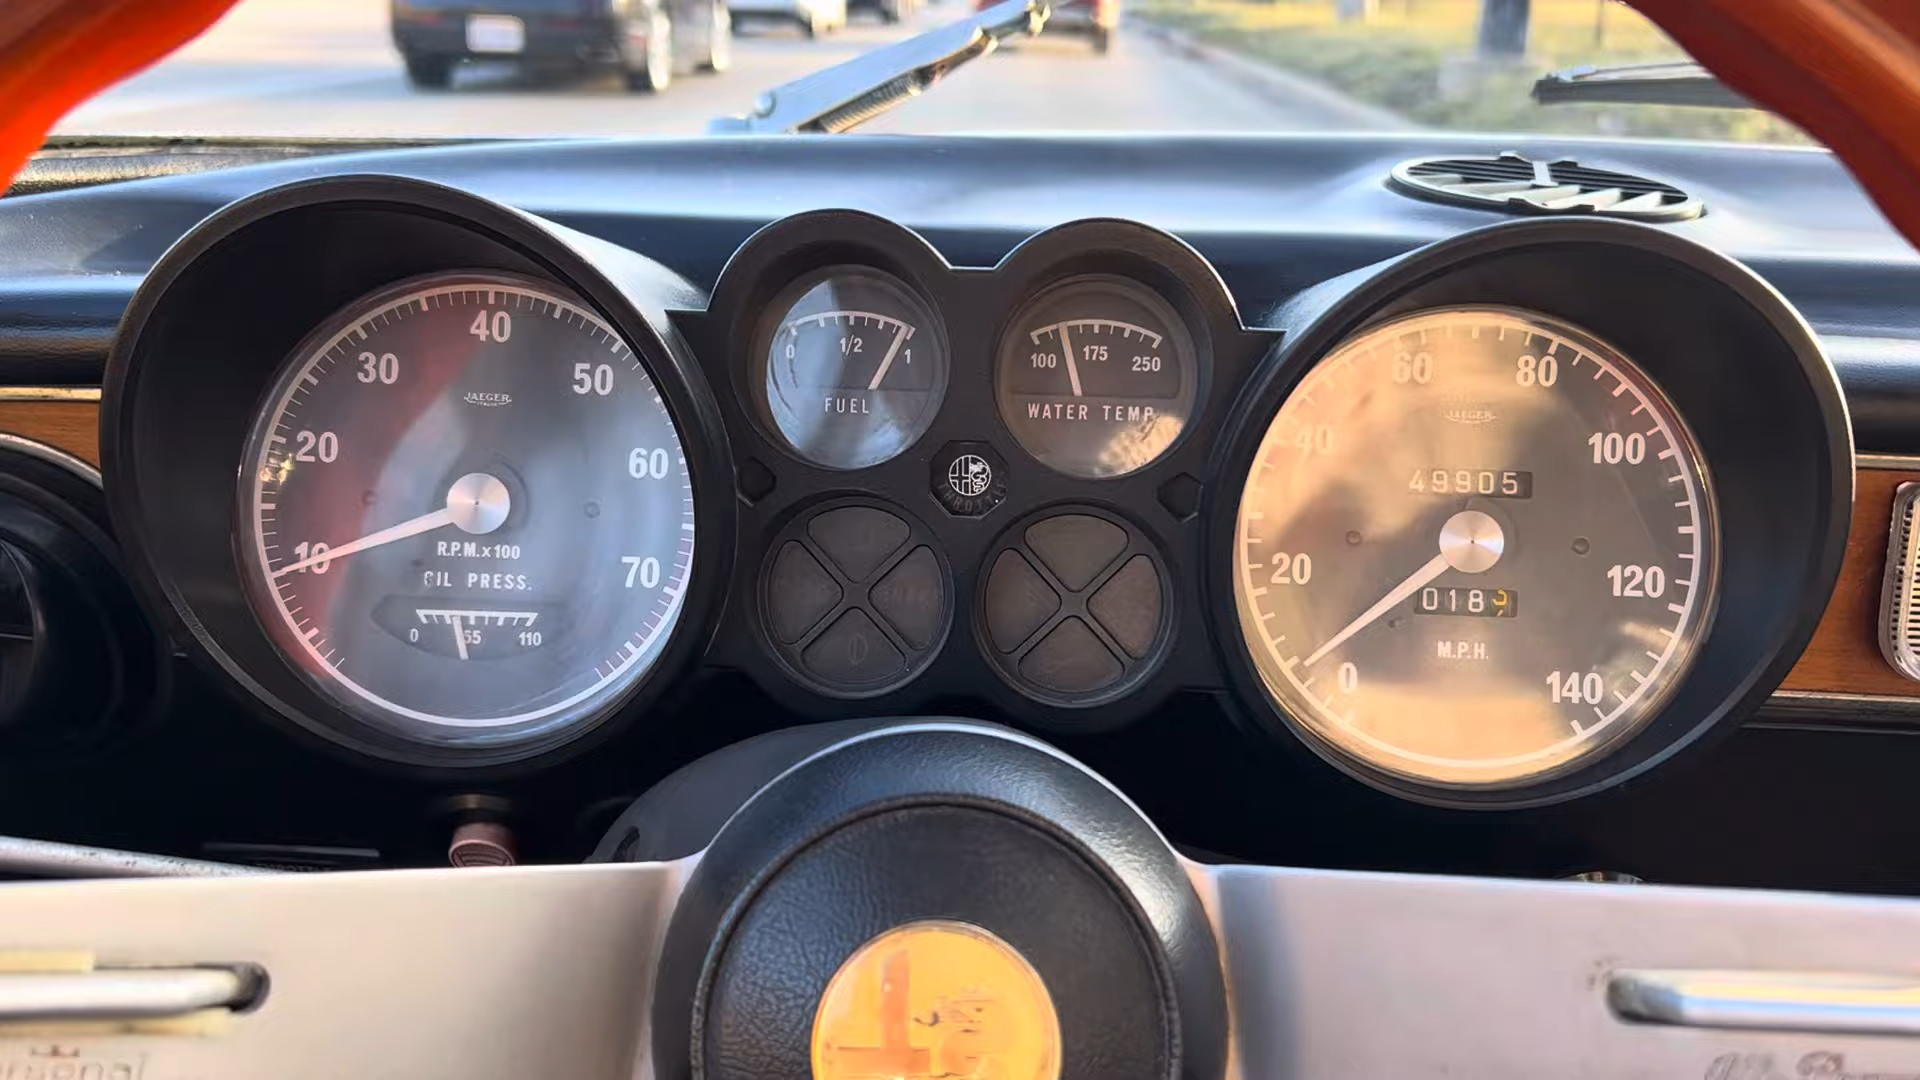 40
30
50
20
60
10
70
JAEGER
R.P.M.x100
OIL PRESS.
0 55 110
0 1/2 1
FUEL
100 175 250
WATER TEMP
60 80
40 100
20 120
0 140
JAEGER
49905
018
M.P.H.